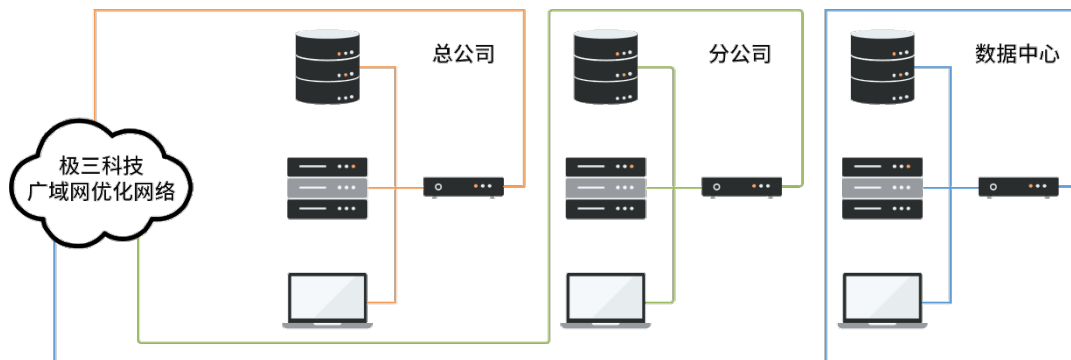 总公司
分公司
数据中心
极三科技
广域网优化网络